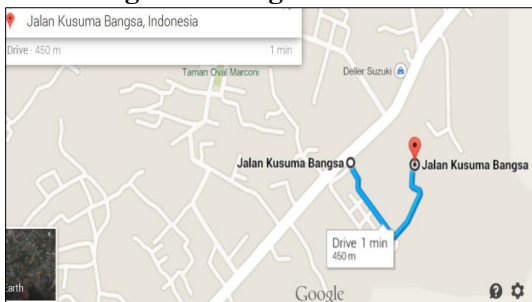 Jalan Kusuma Bangsa, Indonesia
Drive · 450 m 1 min
Taman Oval Marconi
Deller Suzuki
Jalan Kusuma Bangsa
Jalan Kusuma Bangsa
Drive 1 min
450 m
Earth
Google